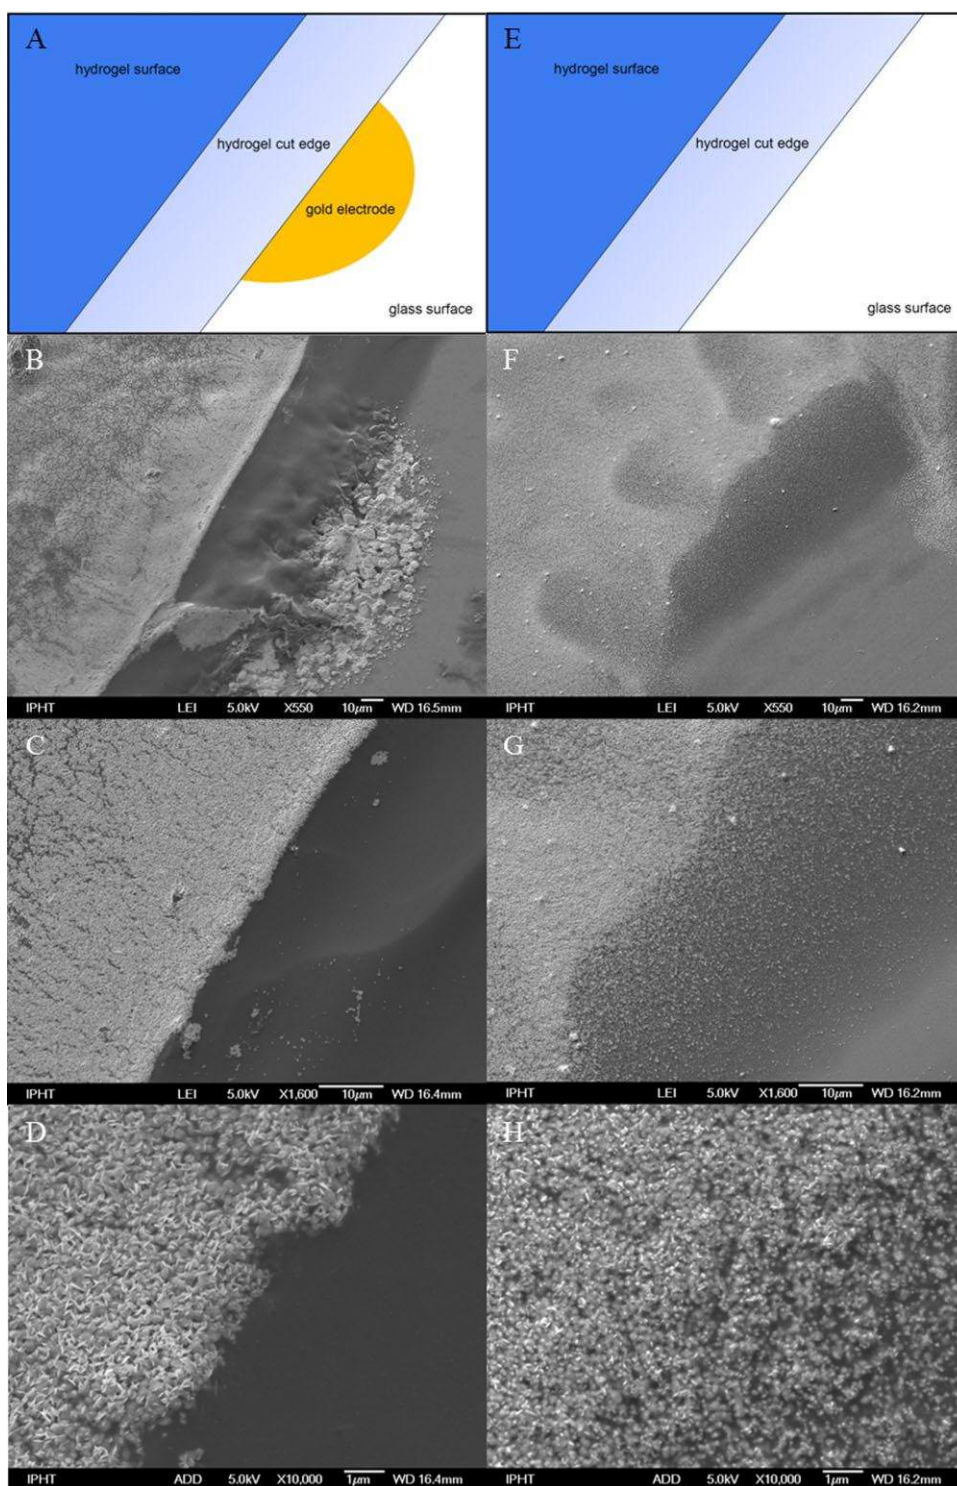 A
hydrogel surface
hydrogel cut edge
gold electrode
glass surface
E
hydrogel surface
hydrogel cut edge
glass surface
B
IPHT LEI 5.0kV X550 10µm WD 16.5mm
F
IPHT LEI 5.0kV X550 10µm WD 16.2mm
C
IPHT LEI 5.0kV X1,600 10µm WD 16.4mm
G
IPHT LEI 5.0kV X1,600 10µm WD 16.2mm
D
IPHT ADD 5.0kV X10,000 1µm WD 16.4mm
H
IPHT ADD 5.0kV X10,000 1µm WD 16.2mm